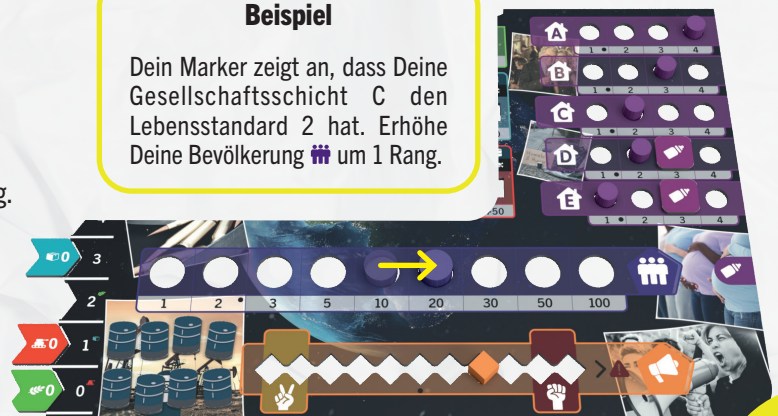 Beispiel
Dein Marker zeigt an, dass Deine
Gesellschaftsschicht C den
Lebensstandard 2 hat. Erhöhe
Deine Bevölkerung um 1 Rang.
g.
A
1 2 3 4
B
1 2 3 4
C
1 2 3 4
D
1 2 3 4
E
1 2 3 4
50
0 3
2
0 1
0 0
1 2 3 5 10 20 30 50 100